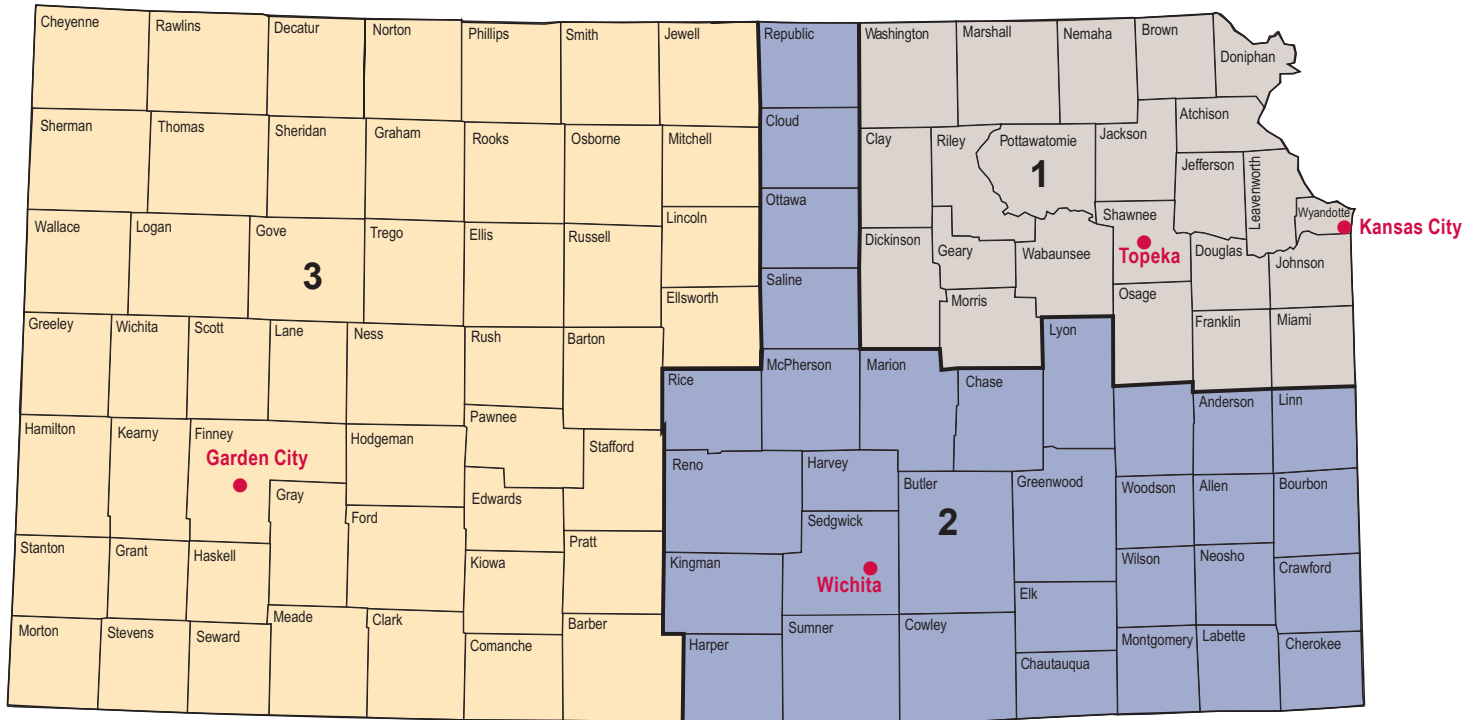 Cheyenne
Rawlins
Decatur
Norton
Phillips
Smith
Jewell
Republic
Washington
Marshall
Nemaha
Brown
Doniphan
Sherman
Thomas
Sheridan
Graham
Rooks
Osborne
Mitchell
Cloud
Clay
Riley
Pottawatomie
Jackson
Atchison
1
Jefferson
Leavenworth
Wyandotte
Kansas City
Wallace
Logan
Gove
Trego
Ellis
Russell
Lincoln
Ottawa
Dickinson
Geary
Wabaunsee
Shawnee
Topeka
Douglas
Johnson
3
Ellsworth
Saline
Morris
Osage
Franklin
Miami
Greeley
Wichita
Scott
Lane
Ness
Rush
Barton
Rice
McPherson
Marion
Chase
Lyon
Anderson
Linn
Hamilton
Kearny
Finney
Garden City
Hodgeman
Pawnee
Stafford
Reno
Harvey
Butler
Greenwood
Woodson
Allen
Bourbon
Gray
Ford
Edwards
Sedgwick
2
Stanton
Grant
Haskell
Kiowa
Pratt
Kingman
Wichita
Elk
Wilson
Neosho
Crawford
Morton
Stevens
Seward
Meade
Clark
Comanche
Barber
Harper
Sumner
Cowley
Chautauqua
Montgomery
Labette
Cherokee